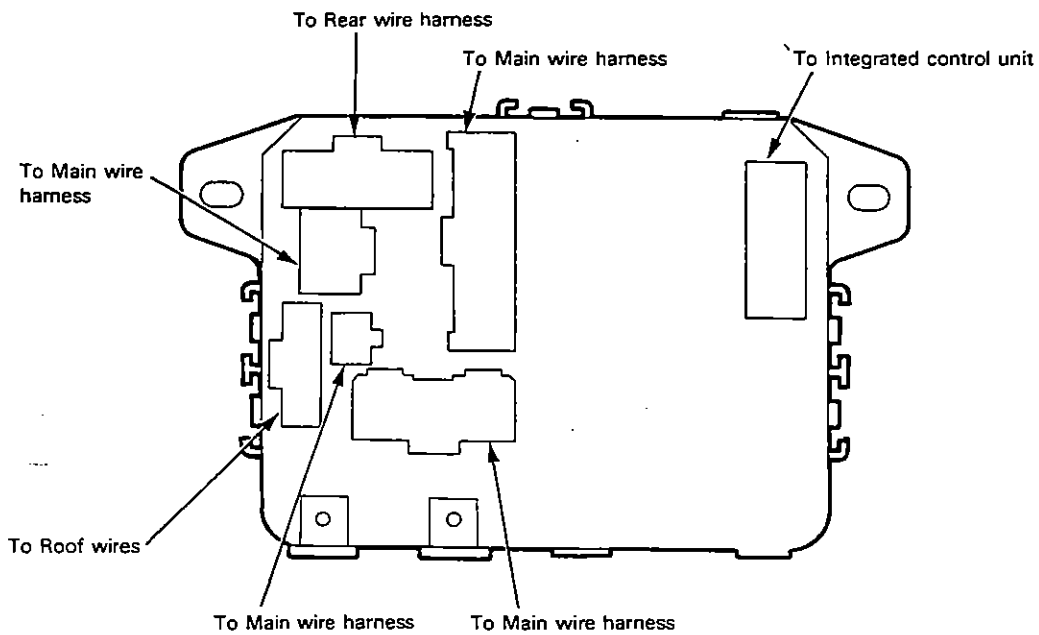 To Rear wire harness
To Main wire harness
To Integrated control unit
To Main wire
harness
To Roof wires
To Main wire harness
To Main wire harness